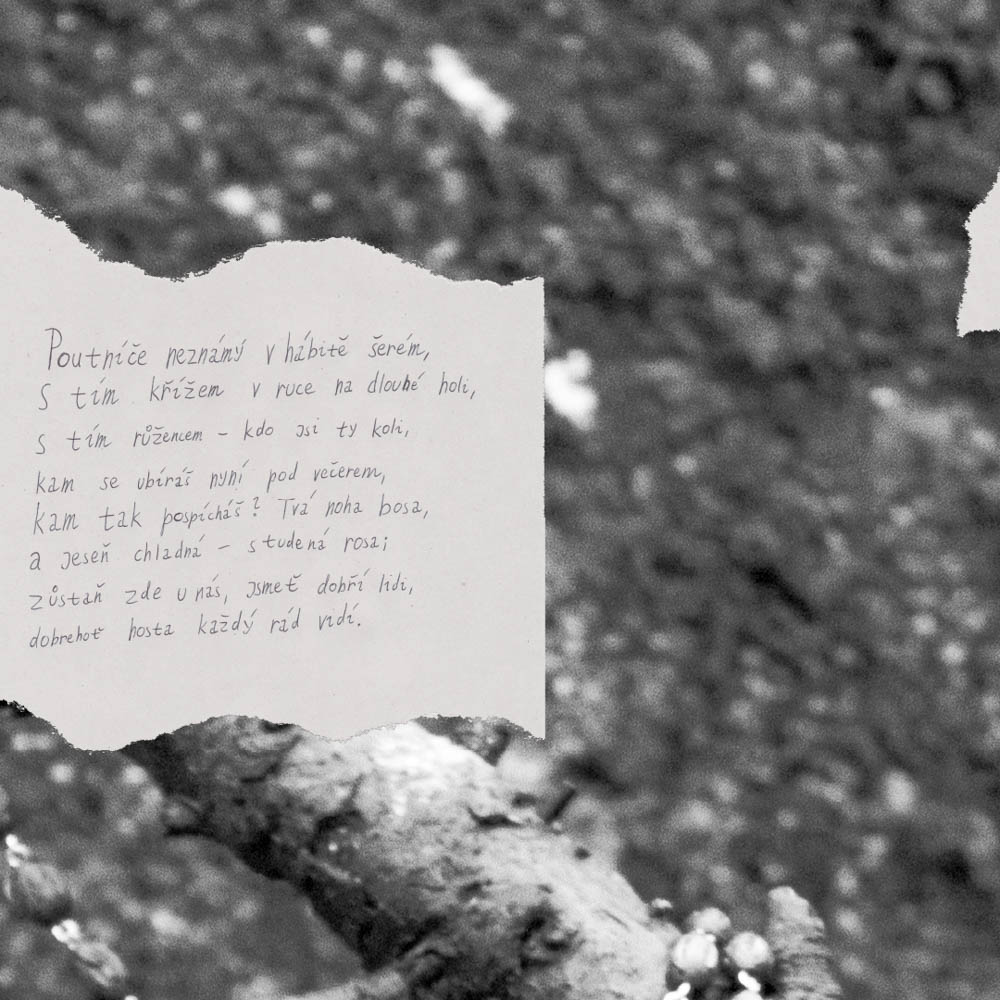 Poutníče neznámý v hábitě šerém,
S tím křížem v ruce na dlouhé holi,
s tím růžencem – kdo jsi ty koli,
kam se ubíráš nyní pod večerem,
kam tak pospícháš? Tvá noha bosa,
a jeseň chladná – studená rosa;
zůstaň zde u nás, jsmeť dobří lidi,
dobrehoť hosta každý rád vidí.